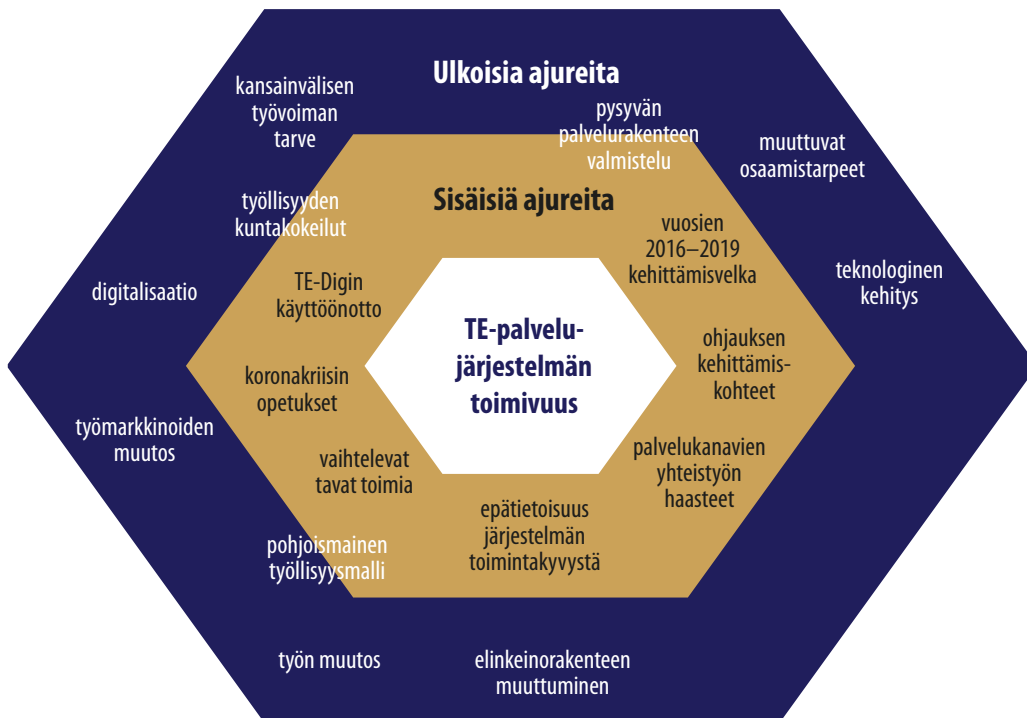 Ulkoisia ajureita
kansainvälisen
työvoiman
tarve
pysyvän
palvelurakenteen
valmistelu
muuttuvat
osaamistarpeet
työllisyyden
kuntakokeilut
Sisäisiä ajureita
vuosien
2016–2019
kehittämisvelka
digitalisaatio
TE-Digin
käyttöönotto
teknologinen
kehitys
TE-palvelu-
järjestelmän
toimivuus
koronakriisin
opetukset
ohjauksen
kehittämis-
kohteet
työmarkkinoiden
muutos
vaihtelevat
tavat toimia
palvelukanavien
yhteistyön
haasteet
epätietoisuus
järjestelmän
toimintakyvystä
pohjoismainen
työllisyysmalli
työn muutos
elinkeinorakenteen
muuttuminen